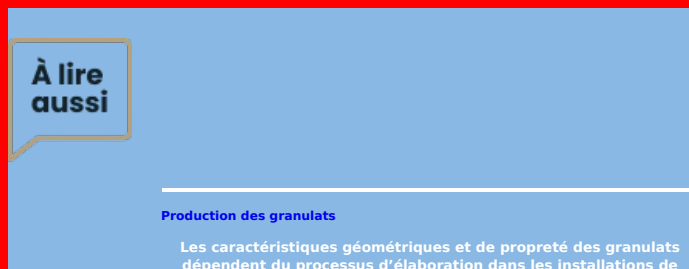 À lire
aussi
Production des granulats
Les caractéristiques géométriques et de propreté des granulats
dépendent du processus d’élaboration dans les installations de